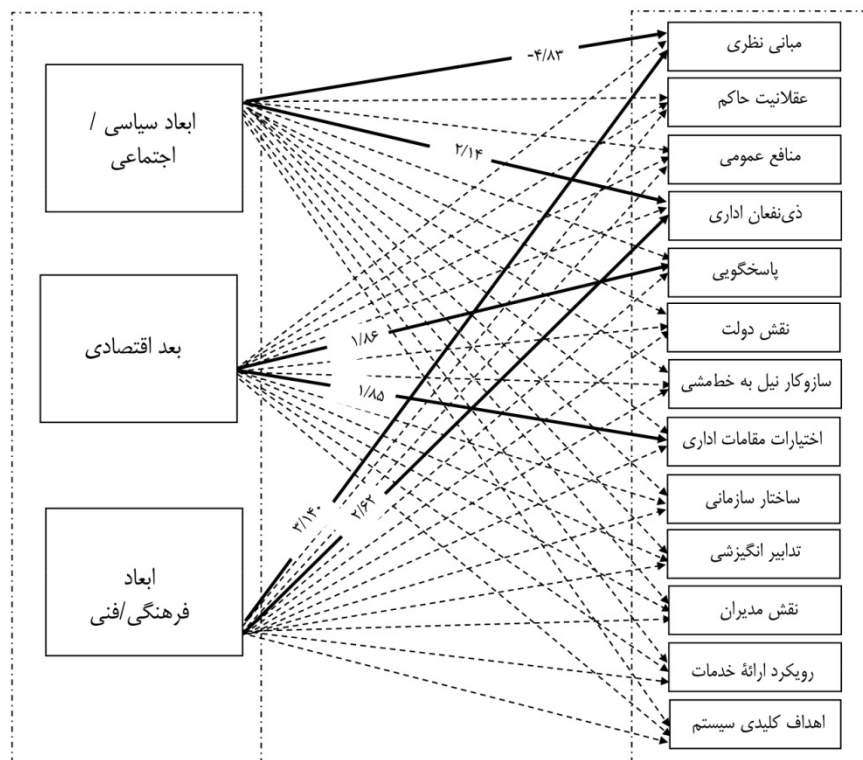 مبانی نظری
عقلانیت حاکم
منافع عمومی
ذی‌نفعان اداری
پاسخگویی
نقش دولت
سازوکار نیل به خط‌مشی
اختیارات مقامات اداری
ساختار سازمانی
تدابیر انگیزشی
نقش مدیران
رویکرد ارائهٔ خدمات
اهداف کلیدی سیستم
-۴/۸۳
۲/۱۴
۱/۸۶
۱/۸۵
۳/۱۴
۲/۶۲
ابعاد سیاسی /
اجتماعی
بعد اقتصادی
ابعاد
فرهنگی/فنی